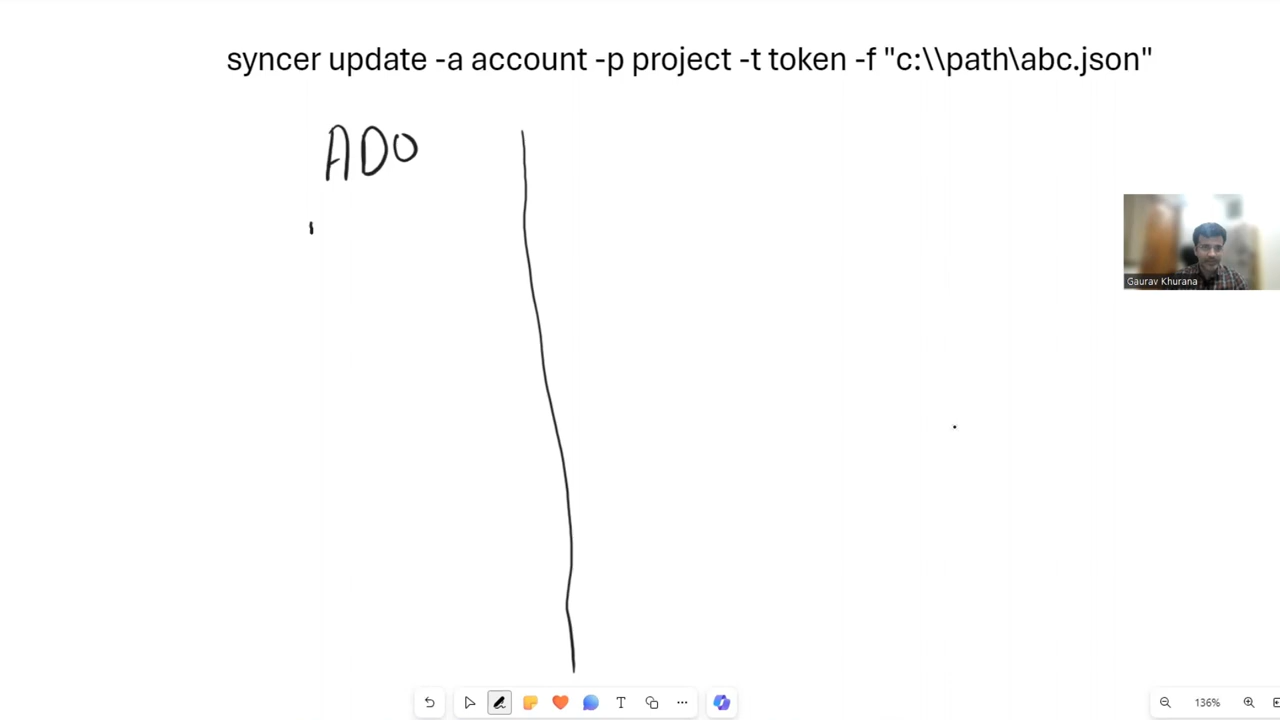 syncer update -a account -p project -t token -f "c:\\path\abc.json"
ADO
Gaurav Khurana
136%